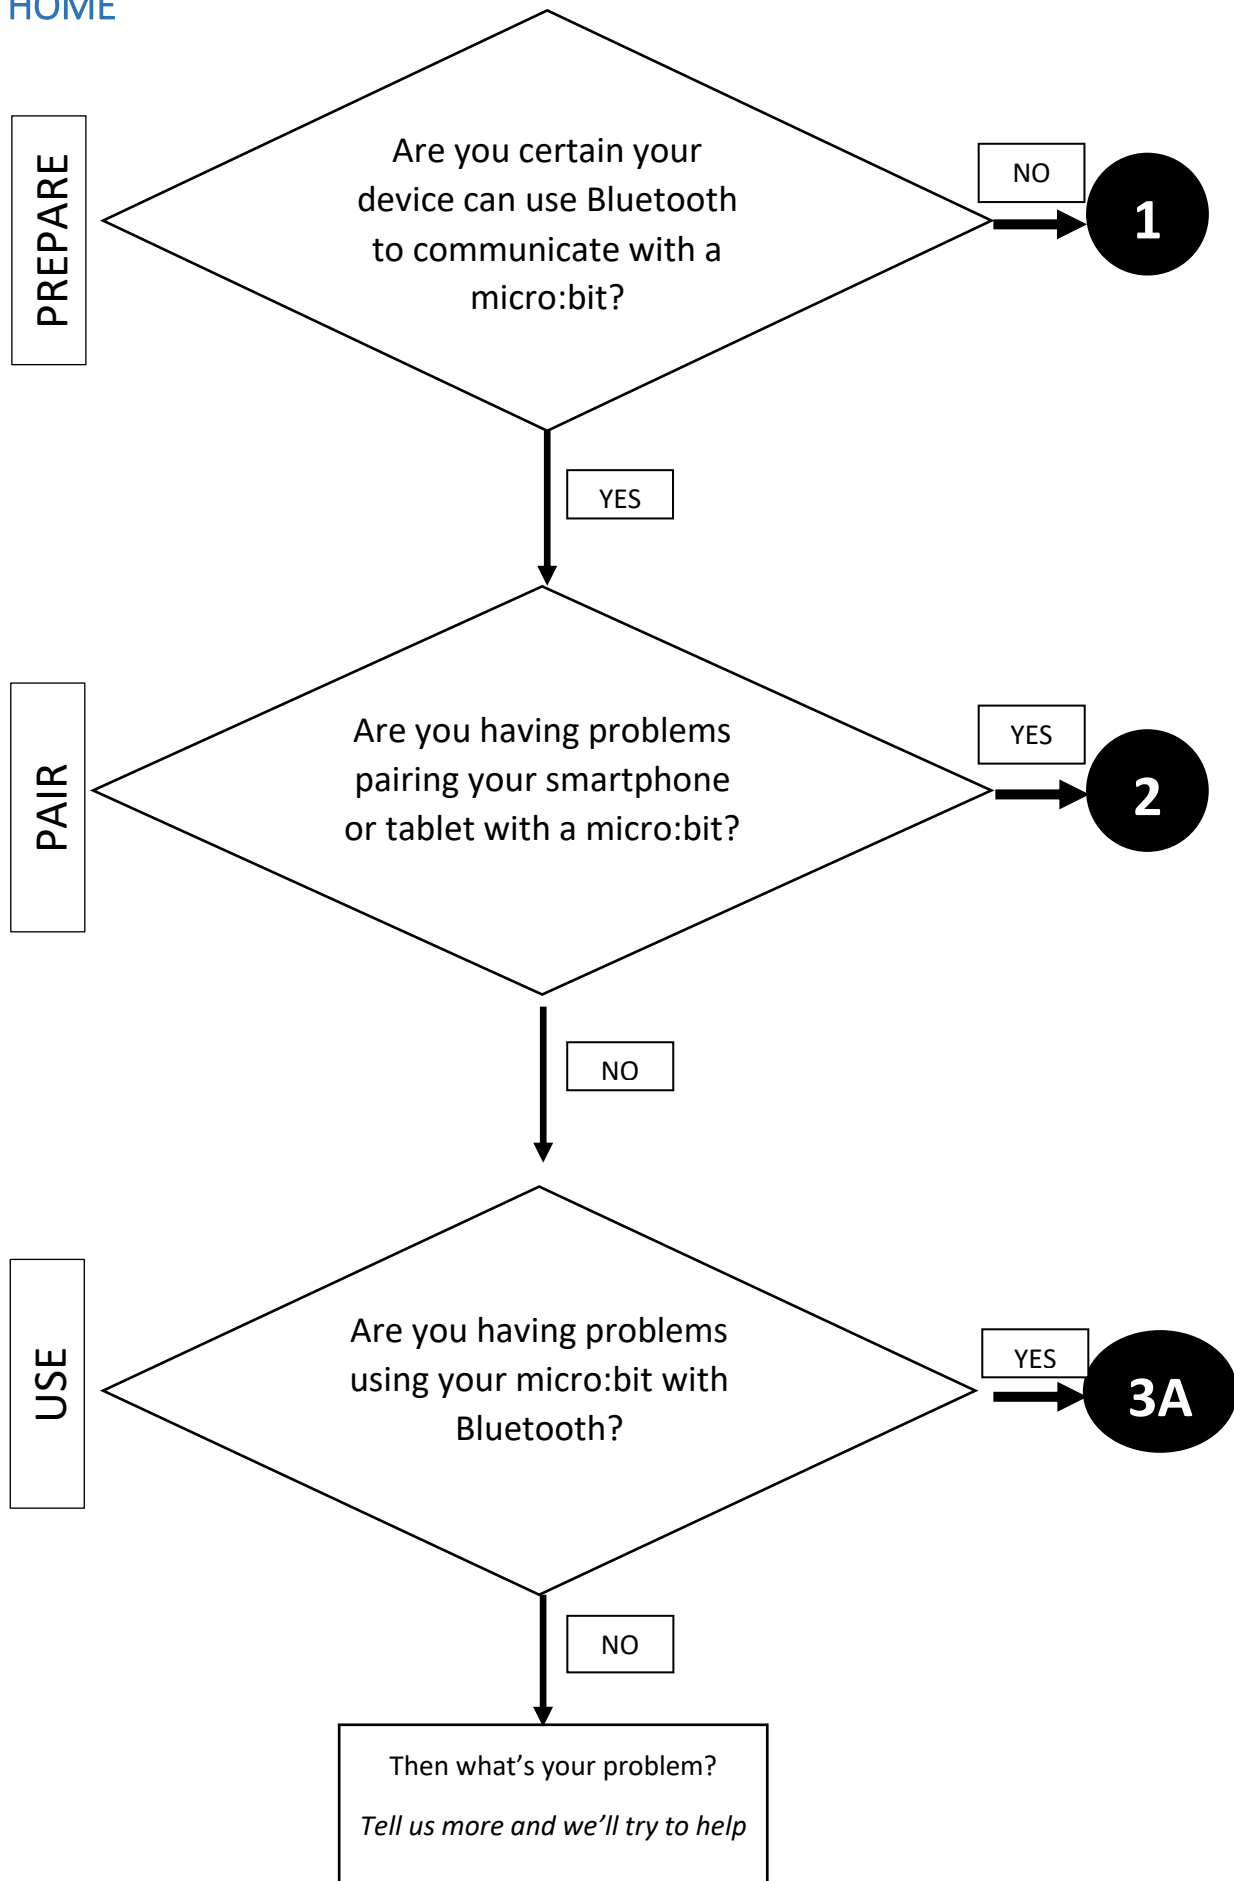 HOME
PREPARE
Are you certain your
device can use Bluetooth
to communicate with a
micro:bit?
NO
1
YES
PAIR
Are you having problems
pairing your smartphone
or tablet with a micro:bit?
YES
2
NO
USE
Are you having problems
using your micro:bit with
Bluetooth?
YES
3A
NO
Then what’s your problem?
Tell us more and we’ll try to help